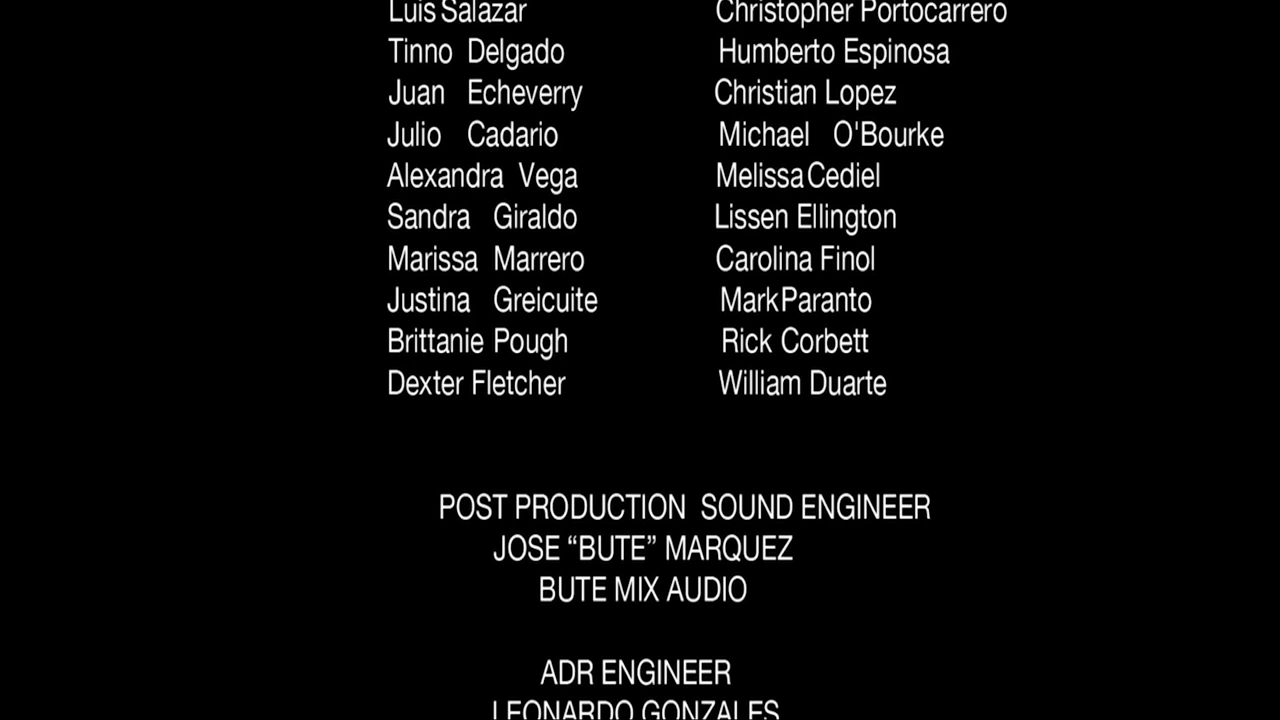 Luis Salazar Christopher Portocarrero
Tinno Delgado Humberto Espinosa
Juan Echeverry Christian Lopez
Julio Cadario Michael O'Bourke
Alexandra Vega Melissa Cediel
Sandra Giraldo Lissen Ellington
Marissa Marrero Carolina Finol
Justina Greicuite Mark Paranto
Brittanie Pough Rick Corbett
Dexter Fletcher William Duarte
POST PRODUCTION SOUND ENGINEER
JOSE “BUTE” MARQUEZ
BUTE MIX AUDIO
ADR ENGINEER
LEONARDO GONZALES